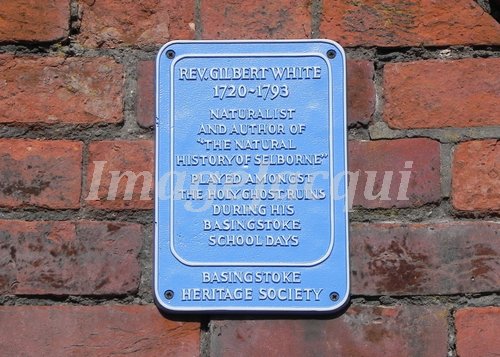 REV. GILBERT WHITE
1720~1793
NATURALIST
AND AUTHOR OF
"THE NATURAL
HISTORY OF SELBORNE"
PLAYED AMONGST
THE HOLY GHOST RUINS
DURING HIS
BASINGSTOKE
SCHOOL DAYS
BASINGSTOKE
HERITAGE SOCIETY